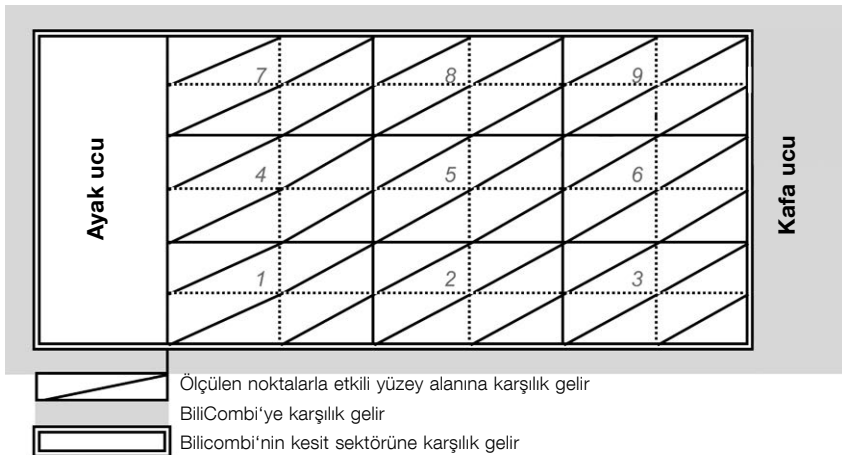 7 8 9
Ayak ucu
4 5 6
Kafa ucu
1 2 3
Ölçülen noktalarla etkili yüzey alanına karşılık gelir
BiliCombi‘ye karşılık gelir
Bilicombi‘nin kesit sektörüne karşılık gelir